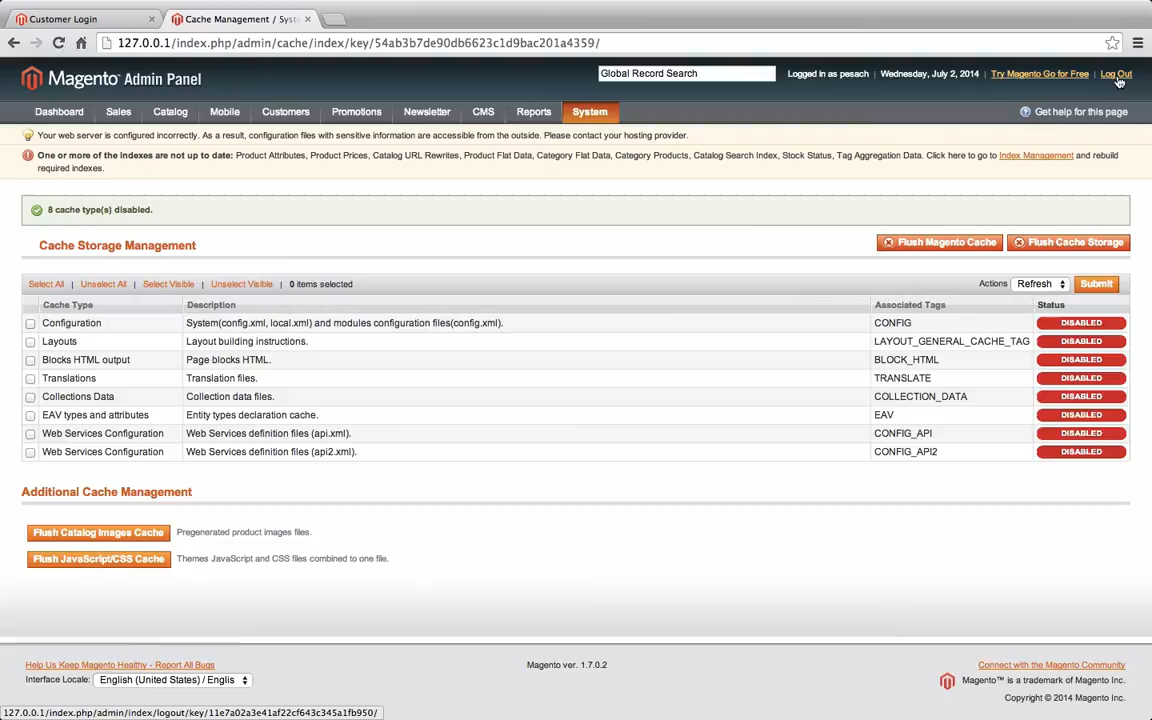 Customer Login
Cache Management / Syst
127.0.0.1/index.php/admin/cache/index/key/54ab3b7de90db6623c1d9bac201a4359/
Magento Admin Panel
Global Record Search
Logged in as pesach | Wednesday, July 2, 2014 | Try Magento Go for Free | Log Out
Dashboard Sales Catalog Mobile Customers Promotions Newsletter CMS Reports System
Get help for this page
Your web server is configured incorrectly. As a result, configuration files with sensitive information are accessible from the outside. Please contact your hosting provider.
One or more of the indexes are not up to date: Product Attributes, Product Prices, Catalog URL Rewrites, Product Flat Data, Category Flat Data, Category Products, Catalog Search Index, Stock Status, Tag Aggregation Data. Click here to go to Index Management and rebuild
required indexes.
8 cache type(s) disabled.
Cache Storage Management
Flush Magento Cache
Flush Cache Storage
Select All | Unselect All | Select Visible | Unselect Visible | 0 items selected
Actions Refresh Submit
Cache Type Description Associated Tags Status
Configuration System(config.xml, local.xml) and modules configuration files(config.xml). CONFIG DISABLED
Layouts Layout building instructions. LAYOUT_GENERAL_CACHE_TAG DISABLED
Blocks HTML output Page blocks HTML. BLOCK_HTML DISABLED
Translations Translation files. TRANSLATE DISABLED
Collections Data Collection data files. COLLECTION_DATA DISABLED
EAV types and attributes Entity types declaration cache. EAV DISABLED
Web Services Configuration Web Services definition files (api.xml). CONFIG_API DISABLED
Web Services Configuration Web Services definition files (api2.xml). CONFIG_API2 DISABLED
Additional Cache Management
Flush Catalog Images Cache Pregenerated product images files.
Flush JavaScript/CSS Cache Themes JavaScript and CSS files combined to one file.
Help Us Keep Magento Healthy - Report All Bugs
Interface Locale: English (United States) / Englis
Magento ver. 1.7.0.2
Connect with the Magento Community
Magento™ is a trademark of Magento Inc.
Copyright © 2014 Magento Inc.
127.0.0.1/index.php/admin/index/logout/key/11e7a02a3e41af22cf643c345a1fb950/